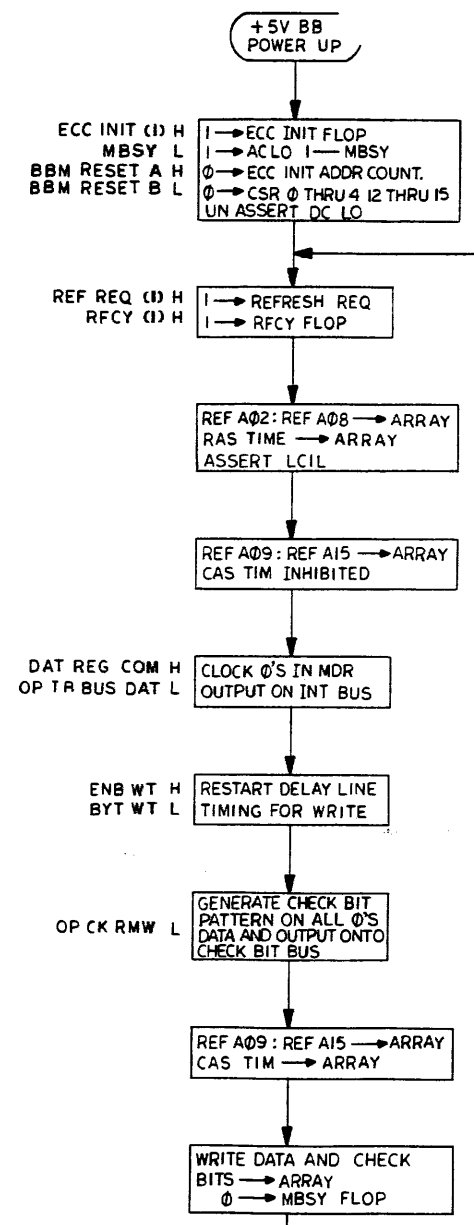 +5V BB
POWER UP
ECC INIT (1) H
MBSY L
BBM RESET A H
BBM RESET B L
1 → ECC INIT FLOP
1 → ACLO 1 — MBSY
Ø → ECC INIT ADDR COUNT.
Ø → CSR Ø THRU 4 12 THRU 15
UN ASSERT DC LO
REF REQ (1) H
RFCY (1) H
1 → REFRESH REQ
1 → RFCY FLOP
REF AØ2: REF AØ8 → ARRAY
RAS TIME → ARRAY
ASSERT LCIL
REF AØ9: REF A15 → ARRAY
CAS TIM INHIBITED
DAT REG COM H
OP TR BUS DAT L
CLOCK Ø'S IN MDR
OUTPUT ON INT BUS
ENB WT H
BYT WT L
RESTART DELAY LINE
TIMING FOR WRITE
OP CK RMW L
GENERATE CHECK BIT
PATTERN ON ALL Ø'S
DATA AND OUTPUT ONTO
CHECK BIT BUS
REF AØ9: REF A15 → ARRAY
CAS TIM → ARRAY
WRITE DATA AND CHECK
BITS → ARRAY
Ø → MBSY FLOP